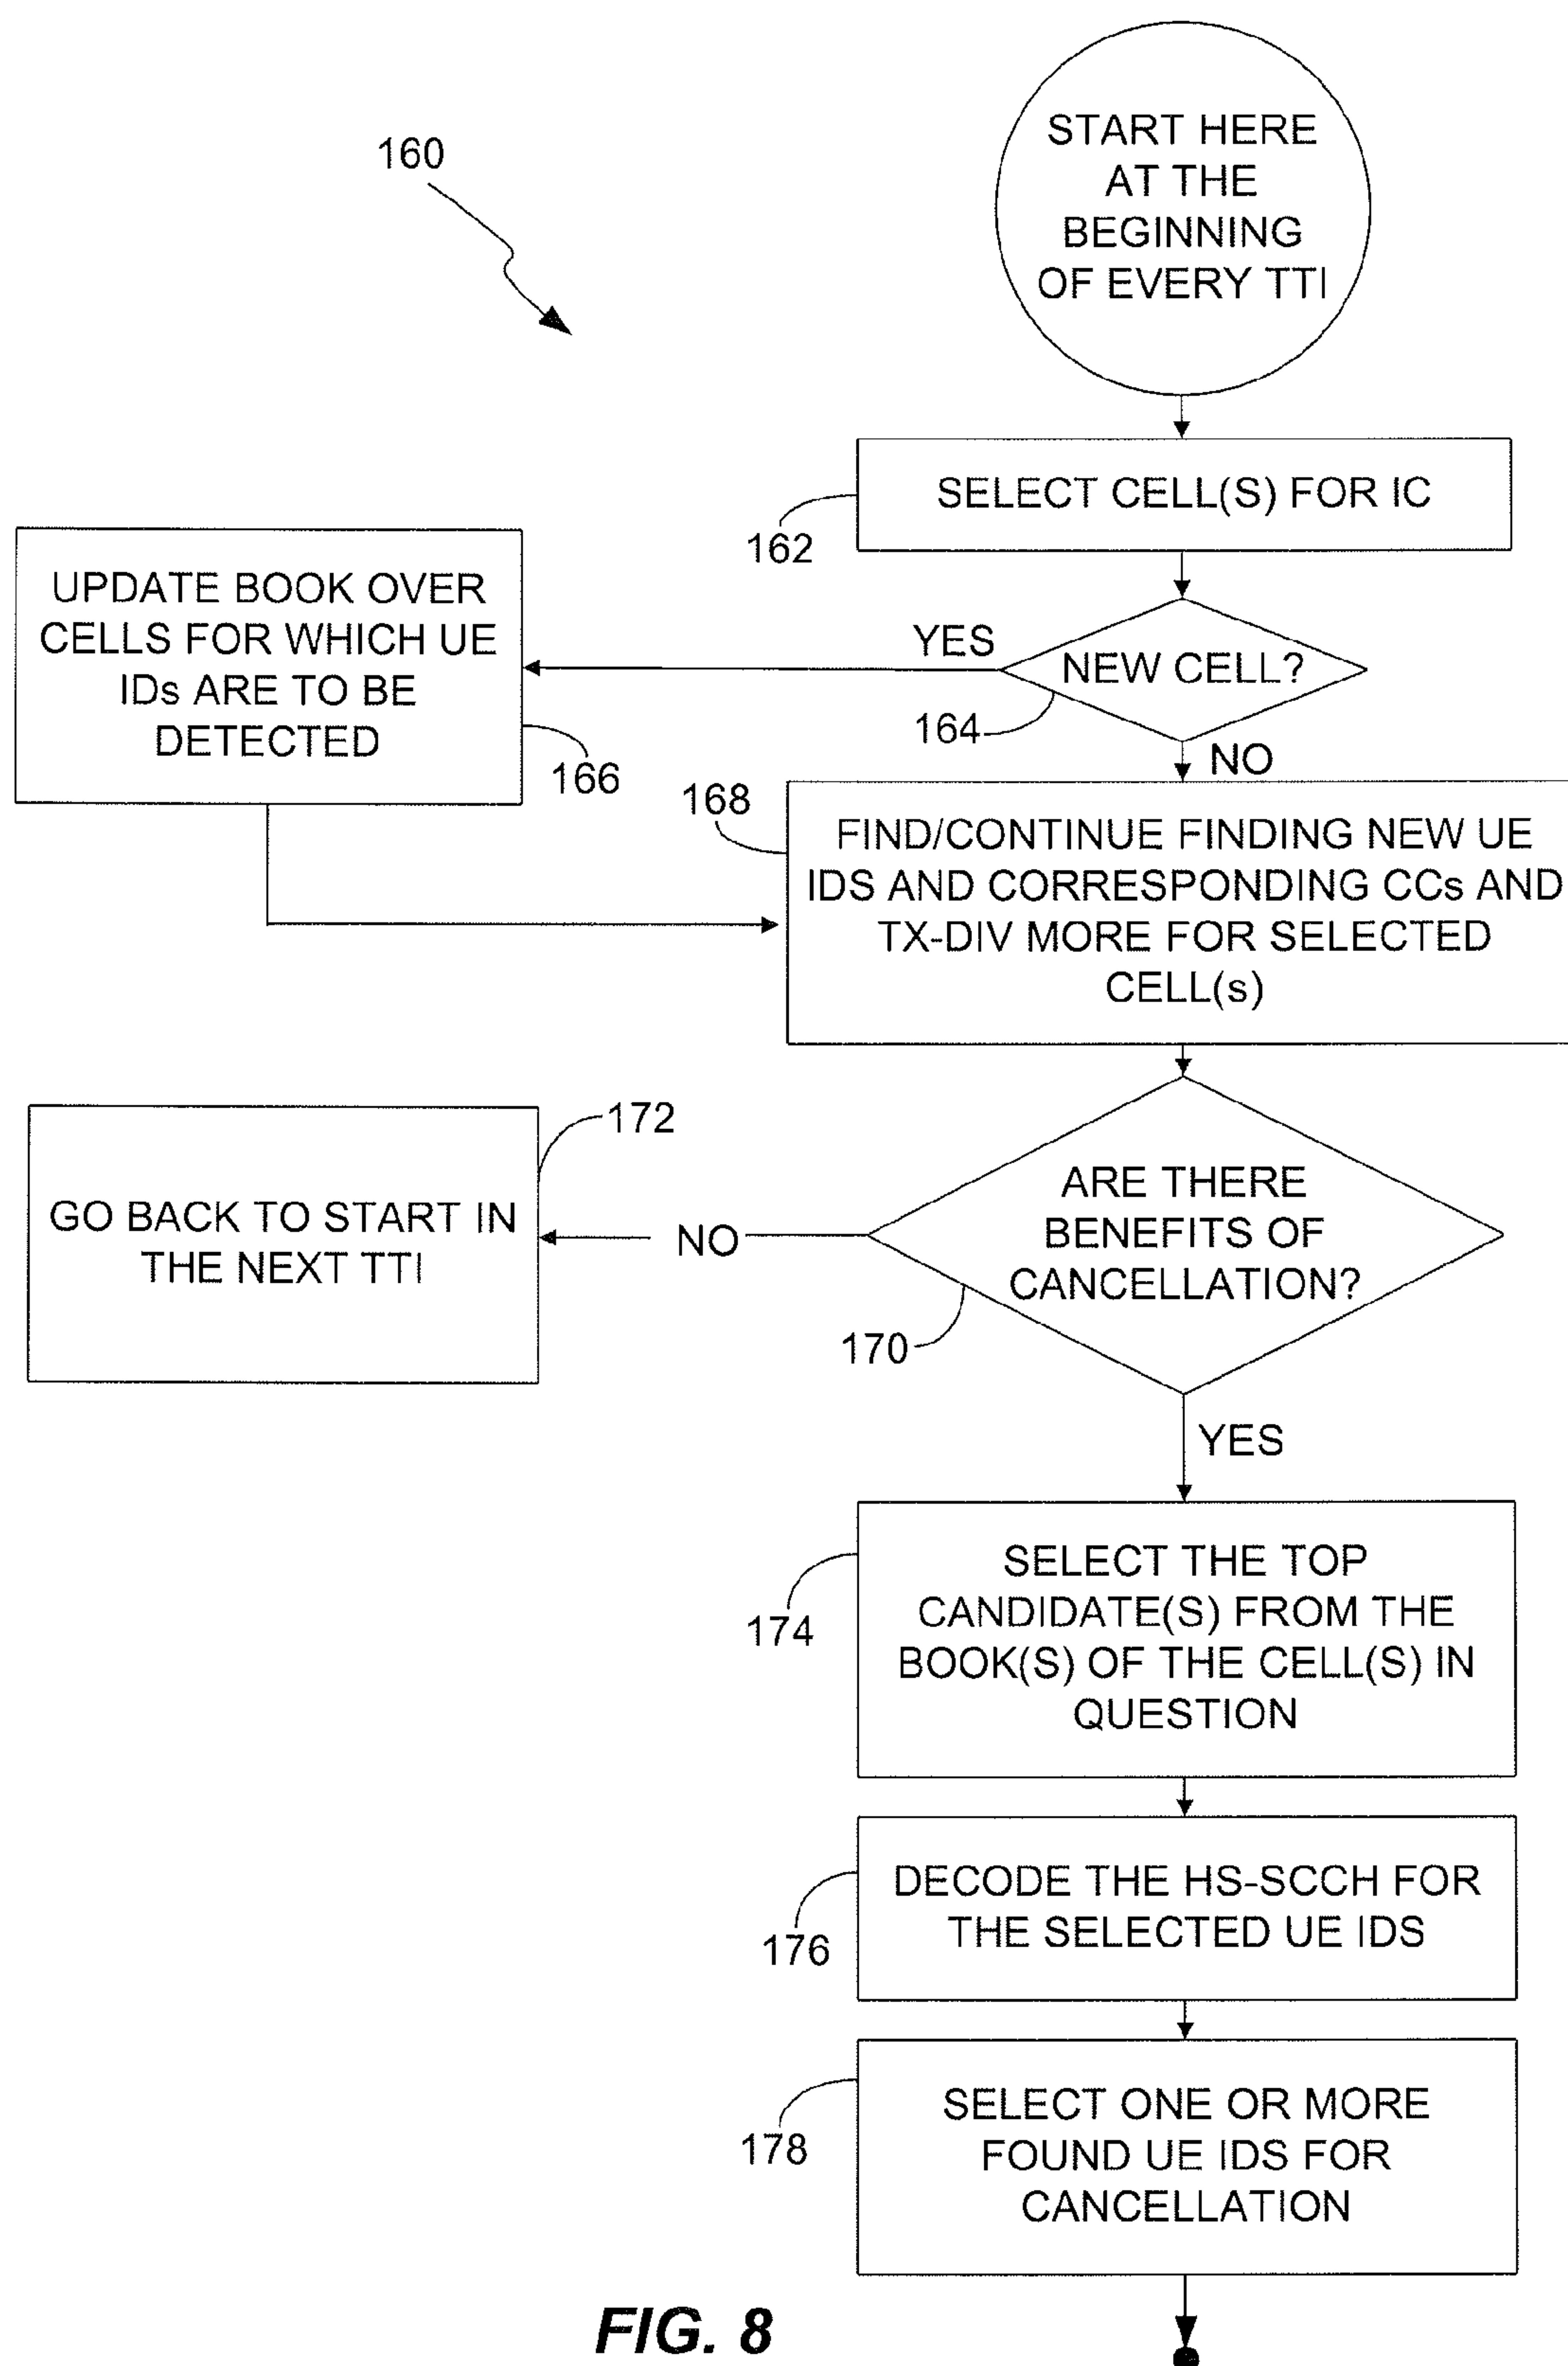 160
START HERE
AT THE
BEGINNING
OF EVERY TTI
SELECT CELL(S) FOR IC
162
UPDATE BOOK OVER
CELLS FOR WHICH UE
IDs ARE TO BE
DETECTED
166
YES
NEW CELL?
164
NO
168
FIND/CONTINUE FINDING NEW UE
IDS AND CORRESPONDING CCs AND
TX-DIV MORE FOR SELECTED
CELL(s)
172
GO BACK TO START IN
THE NEXT TTI
NO
ARE THERE
BENEFITS OF
CANCELLATION?
170
YES
SELECT THE TOP
CANDIDATE(S) FROM THE
BOOK(S) OF THE CELL(S) IN
QUESTION
174
DECODE THE HS-SCCH FOR
THE SELECTED UE IDS
176
SELECT ONE OR MORE
FOUND UE IDS FOR
CANCELLATION
178
FIG. 8